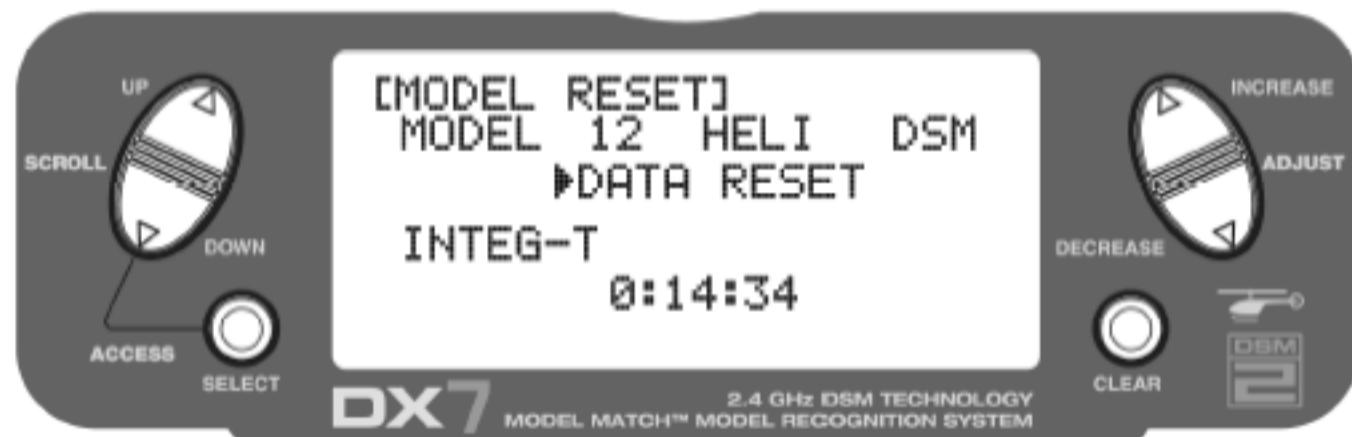 UP
SCROLL
DOWN
ACCESS
SELECT
[MODEL RESET]
MODEL 12 HELI DSM
▶DATA RESET
INTEG-T
0:14:34
INCREASE
ADJUST
DECREASE
CLEAR
DSM
2
DX7
2.4 GHz DSM TECHNOLOGY
MODEL MATCH™ MODEL RECOGNITION SYSTEM